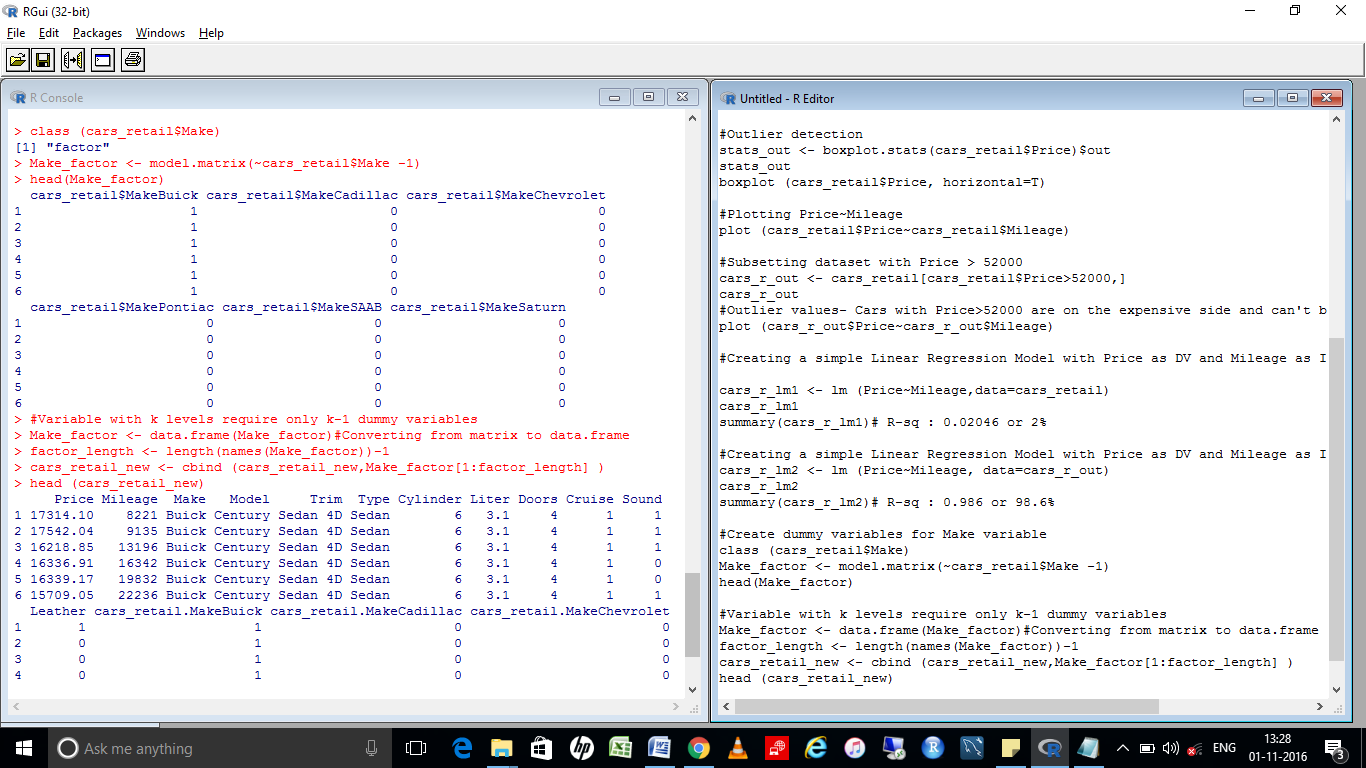 RGui (32-bit)
File Edit Packages Windows Help
R Console
> class (cars_retail$Make)
[1] "factor"
> Make_factor <- model.matrix(~cars_retail$Make -1)
> head(Make_factor)
cars_retail$MakeBuick cars_retail$MakeCadillac cars_retail$MakeChevrolet
1 1 0 0
2 1 0 0
3 1 0 0
4 1 0 0
5 1 0 0
6 1 0 0
cars_retail$MakePontiac cars_retail$MakeSAAB cars_retail$MakeSaturn
1 0 0 0
2 0 0 0
3 0 0 0
4 0 0 0
5 0 0 0
6 0 0 0
> #Variable with k levels require only k-1 dummy variables
> Make_factor <- data.frame(Make_factor)#Converting from matrix to data.frame
> factor_length <- length(names(Make_factor))-1
> cars_retail_new <- cbind (cars_retail_new,Make_factor[1:factor_length] )
> head (cars_retail_new)
Price Mileage Make Model Trim Type Cylinder Liter Doors Cruise Sound
1 17314.10 8221 Buick Century Sedan 4D Sedan 6 3.1 4 1 1
2 17542.04 9135 Buick Century Sedan 4D Sedan 6 3.1 4 1 1
3 16218.85 13196 Buick Century Sedan 4D Sedan 6 3.1 4 1 1
4 16336.91 16342 Buick Century Sedan 4D Sedan 6 3.1 4 1 0
5 16339.17 19832 Buick Century Sedan 4D Sedan 6 3.1 4 1 0
6 15709.05 22236 Buick Century Sedan 4D Sedan 6 3.1 4 1 1
Leather cars_retail.MakeBuick cars_retail.MakeCadillac cars_retail.MakeChevrolet
1 1 1 0 0
2 0 1 0 0
3 0 1 0 0
4 0 1 0 0
Untitled - R Editor
#Outlier detection
stats_out <- boxplot.stats(cars_retail$Price)$out
stats_out
boxplot (cars_retail$Price, horizontal=T)
#Plotting Price~Mileage
plot (cars_retail$Price~cars_retail$Mileage)
#Subsetting dataset with Price > 52000
cars_r_out <- cars_retail[cars_retail$Price>52000,]
cars_r_out
#Outlier values- Cars with Price>52000 are on the expensive side and can't b
plot (cars_r_out$Price~cars_r_out$Mileage)
#Creating a simple Linear Regression Model with Price as DV and Mileage as I
cars_r_lm1 <- lm (Price~Mileage,data=cars_retail)
cars_r_lm1
summary(cars_r_lm1)# R-sq : 0.02046 or 2%
#Creating a simple Linear Regression Model with Price as DV and Mileage as I
cars_r_lm2 <- lm (Price~Mileage, data=cars_r_out)
cars_r_lm2
summary(cars_r_lm2)# R-sq : 0.986 or 98.6%
#Create dummy variables for Make variable
class (cars_retail$Make)
Make_factor <- model.matrix(~cars_retail$Make -1)
head(Make_factor)
#Variable with k levels require only k-1 dummy variables
Make_factor <- data.frame(Make_factor)#Converting from matrix to data.frame
factor_length <- length(names(Make_factor))-1
cars_retail_new <- cbind (cars_retail_new,Make_factor[1:factor_length] )
head (cars_retail_new)
Ask me anything
ENG
13:28
01-11-2016
3